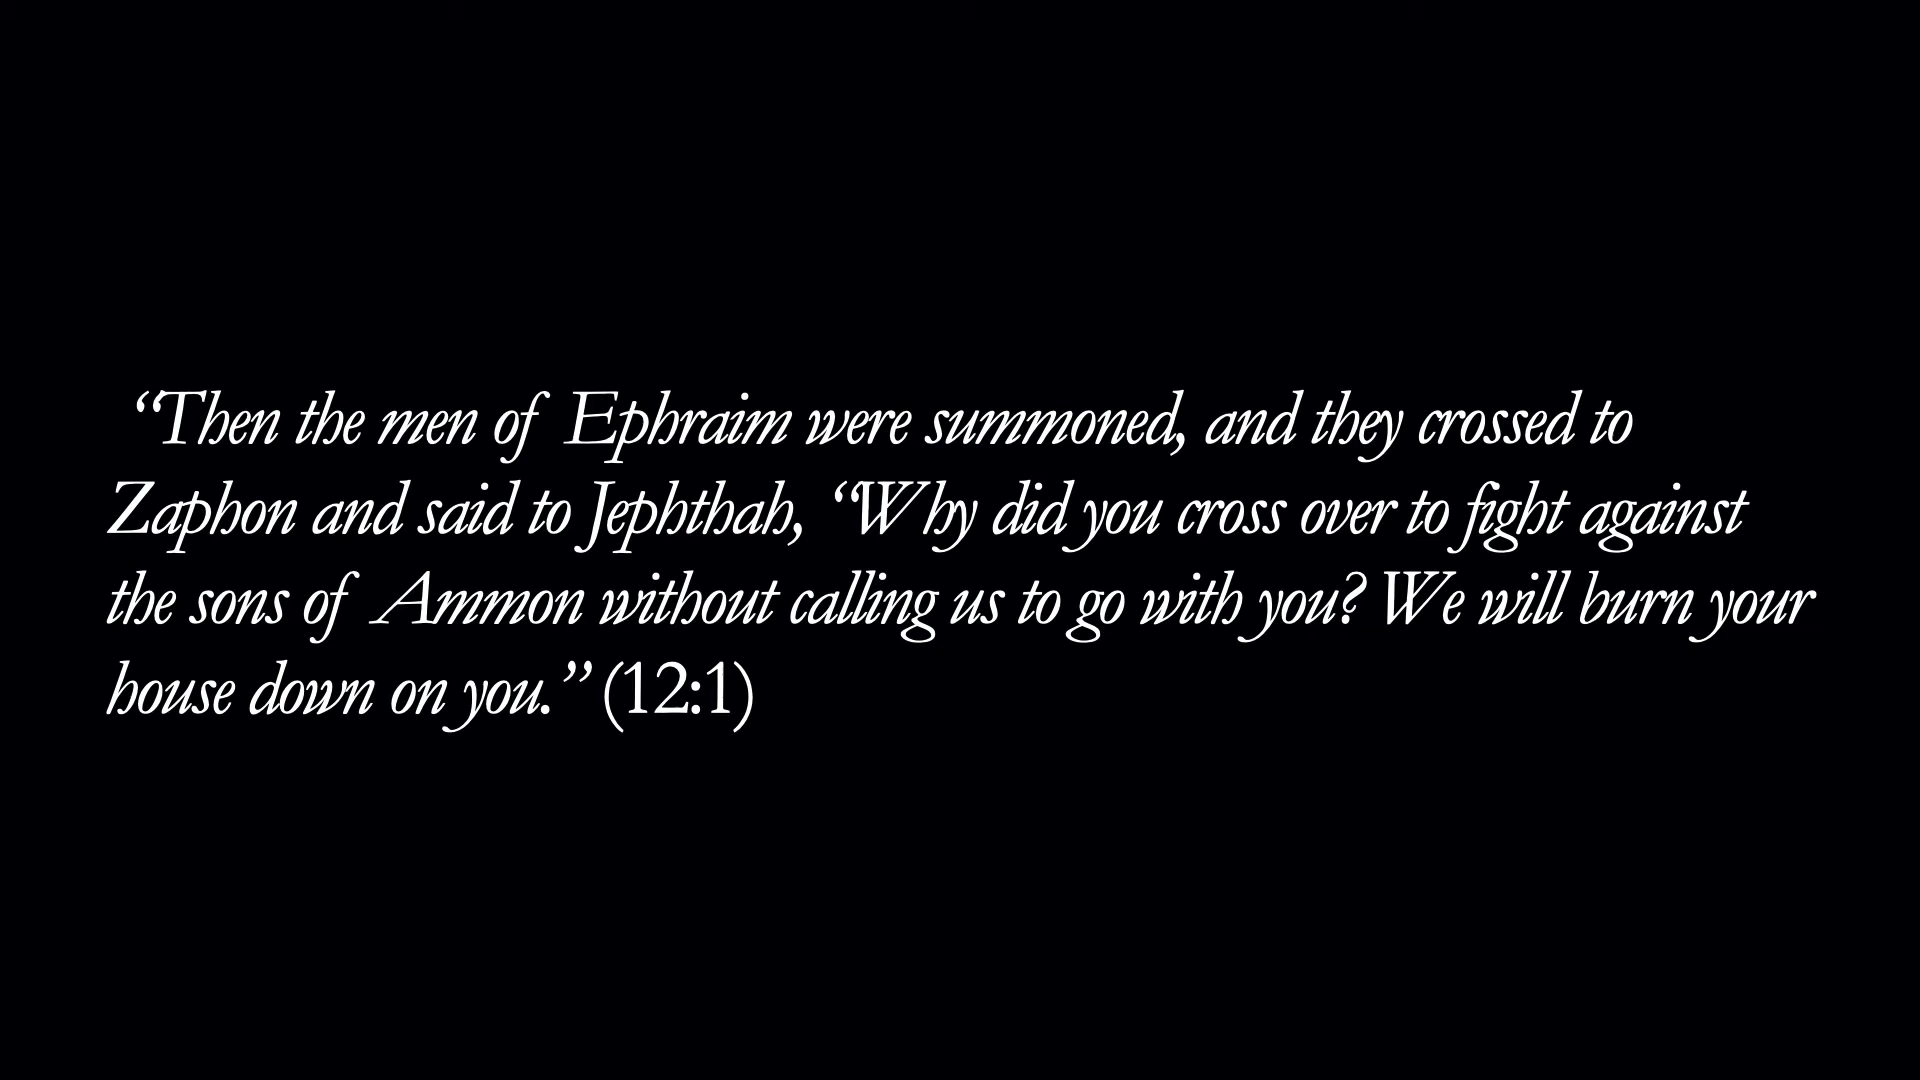 “Then the men of Ephraim were summoned, and they crossed to
Zaphon and said to Jephthah, “Why did you cross over to fight against
the sons of Ammon without calling us to go with you? We will burn your
house down on you.” (12:1)